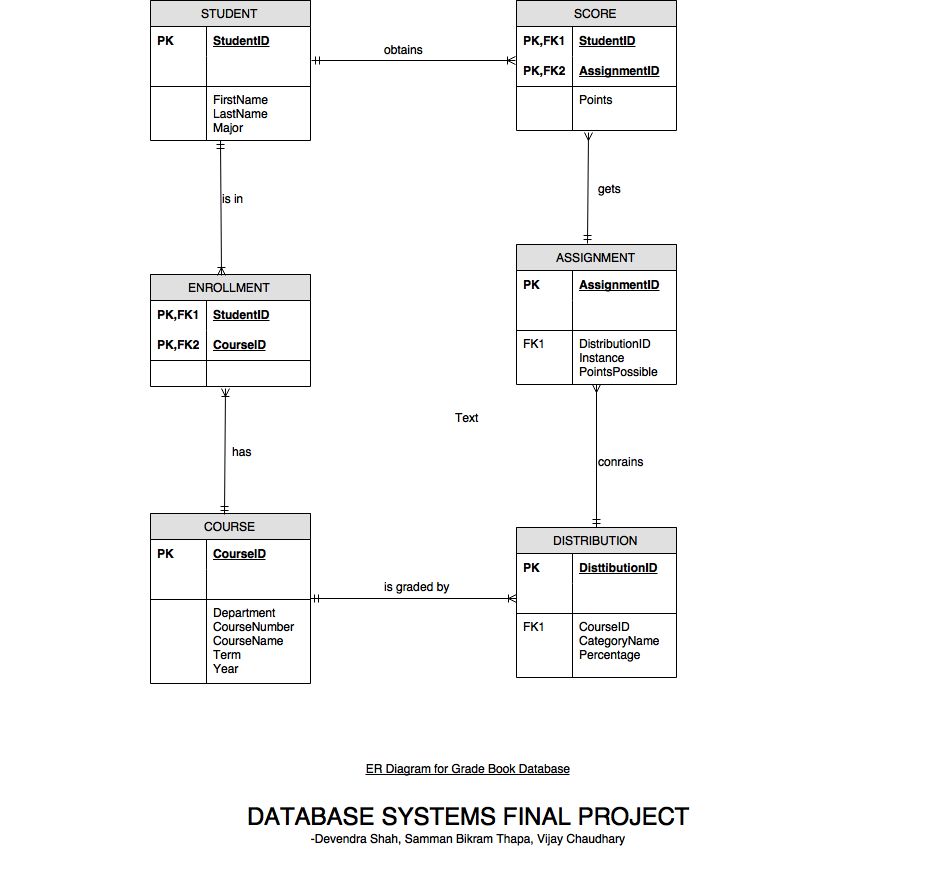 STUDENT
PK StudentID
FirstName
LastName
Major
obtains
SCORE
PK,FK1 StudentID
PK,FK2 AssignmentID
Points
is in
gets
ENROLLMENT
PK,FK1 StudentID
PK,FK2 CourseID
ASSIGNMENT
PK AssignmentID
FK1 DistributionID
Instance
PointsPossible
Text
has
conrains
COURSE
PK CourseID
Department
CourseNumber
CourseName
Term
Year
is graded by
DISTRIBUTION
PK DisttibutionID
FK1 CourseID
CategoryName
Percentage
ER Diagram for Grade Book Database
DATABASE SYSTEMS FINAL PROJECT
-Devendra Shah, Samman Bikram Thapa, Vijay Chaudhary